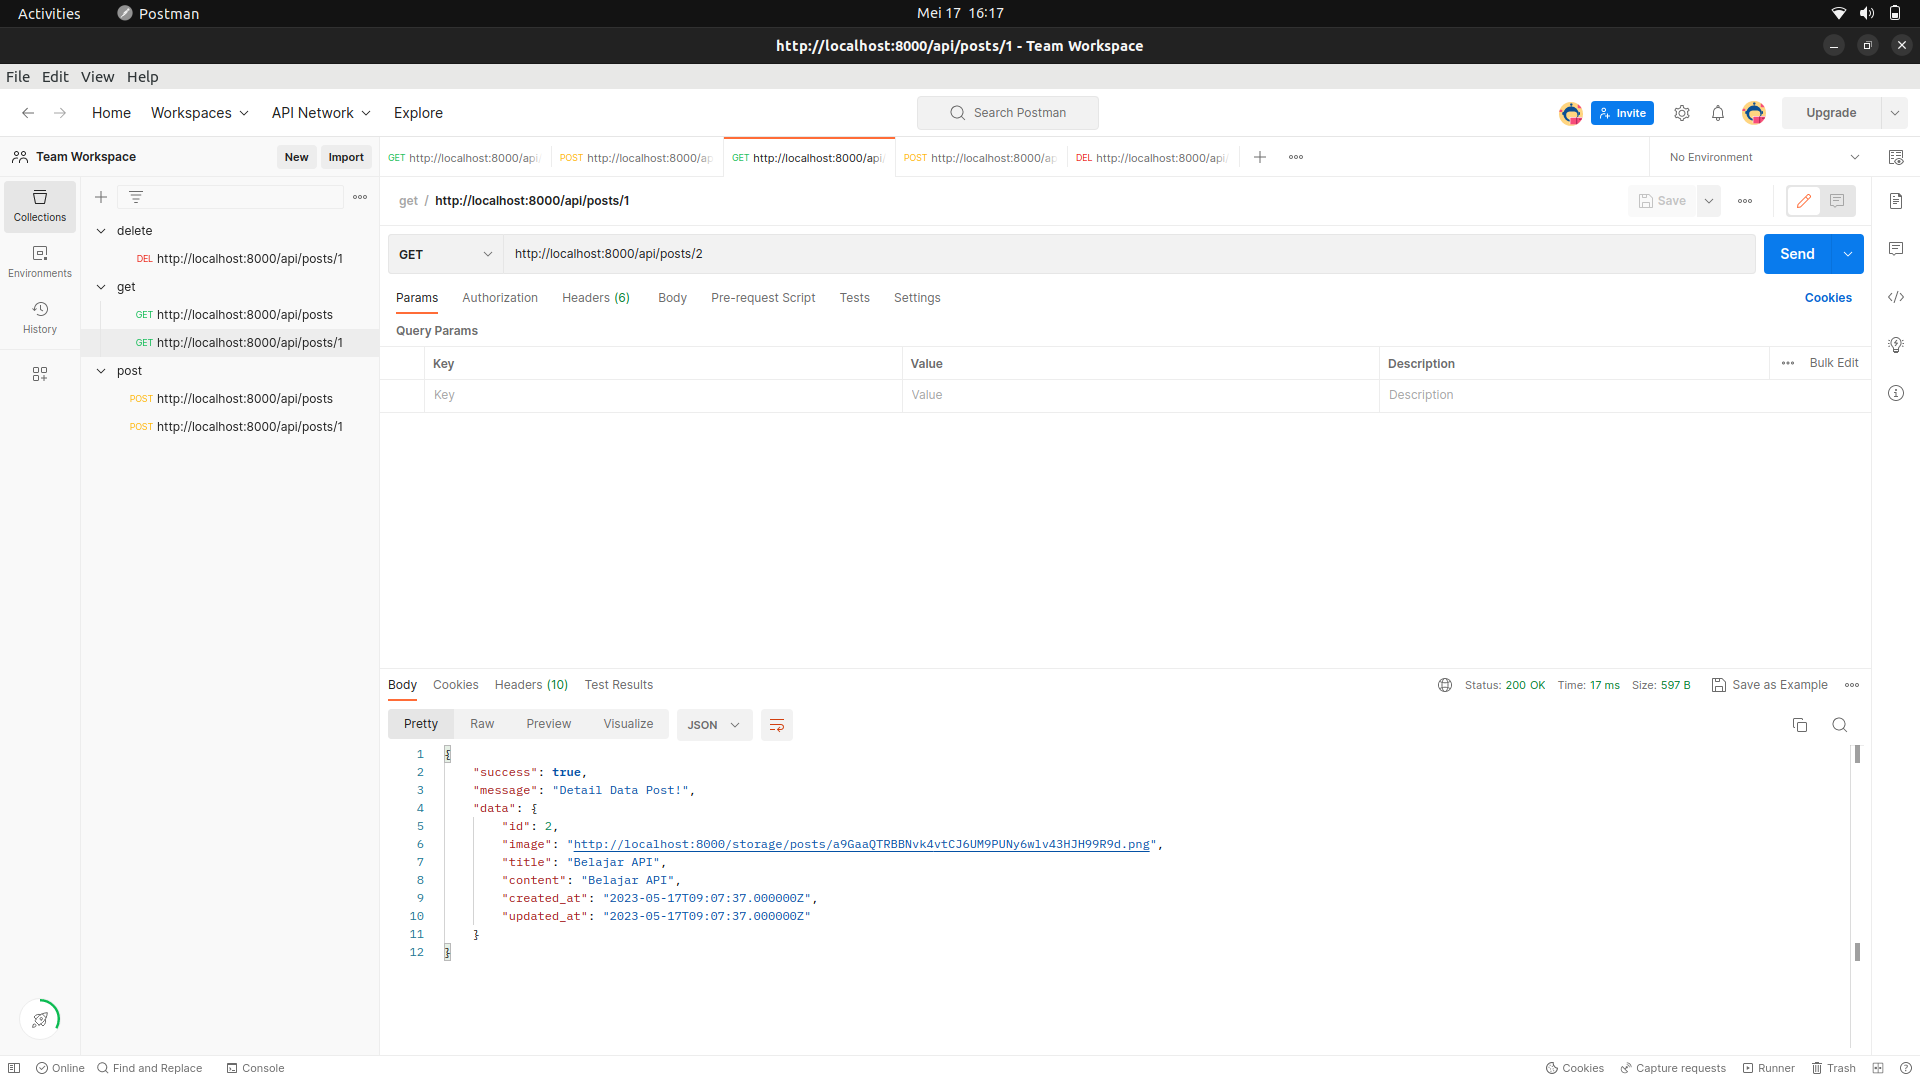 Activities Postman Mei 17 16:17
http://localhost:8000/api/posts/1 - Team Workspace
File Edit View Help
Home Workspaces API Network Explore Search Postman Invite Upgrade
Team Workspace New Import
GET http://localhost:8000/api/ POST http://localhost:8000/ap GET http://localhost:8000/api/ POST http://localhost:8000/ap DEL http://localhost:8000/api/ No Environment
Collections
Environments
History
delete
DEL http://localhost:8000/api/posts/1
get
GET http://localhost:8000/api/posts
GET http://localhost:8000/api/posts/1
post
POST http://localhost:8000/api/posts
POST http://localhost:8000/api/posts/1
get / http://localhost:8000/api/posts/1 Save
GET http://localhost:8000/api/posts/2 Send
Params Authorization Headers (6) Body Pre-request Script Tests Settings Cookies
Query Params
Key Value Description Bulk Edit
Key Value Description
Body Cookies Headers (10) Test Results Status: 200 OK Time: 17 ms Size: 597 B Save as Example
Pretty Raw Preview Visualize JSON
1 {
2 "success": true,
3 "message": "Detail Data Post!",
4 "data": {
5 "id": 2,
6 "image": "http://localhost:8000/storage/posts/a9GaaQTRBBNvk4vtCJ6UM9PUNy6wlv43HJH99R9d.png",
7 "title": "Belajar API",
8 "content": "Belajar API",
9 "created_at": "2023-05-17T09:07:37.000000Z",
10 "updated_at": "2023-05-17T09:07:37.000000Z"
11 }
12 }
Online Find and Replace Console Cookies Capture requests Runner Trash